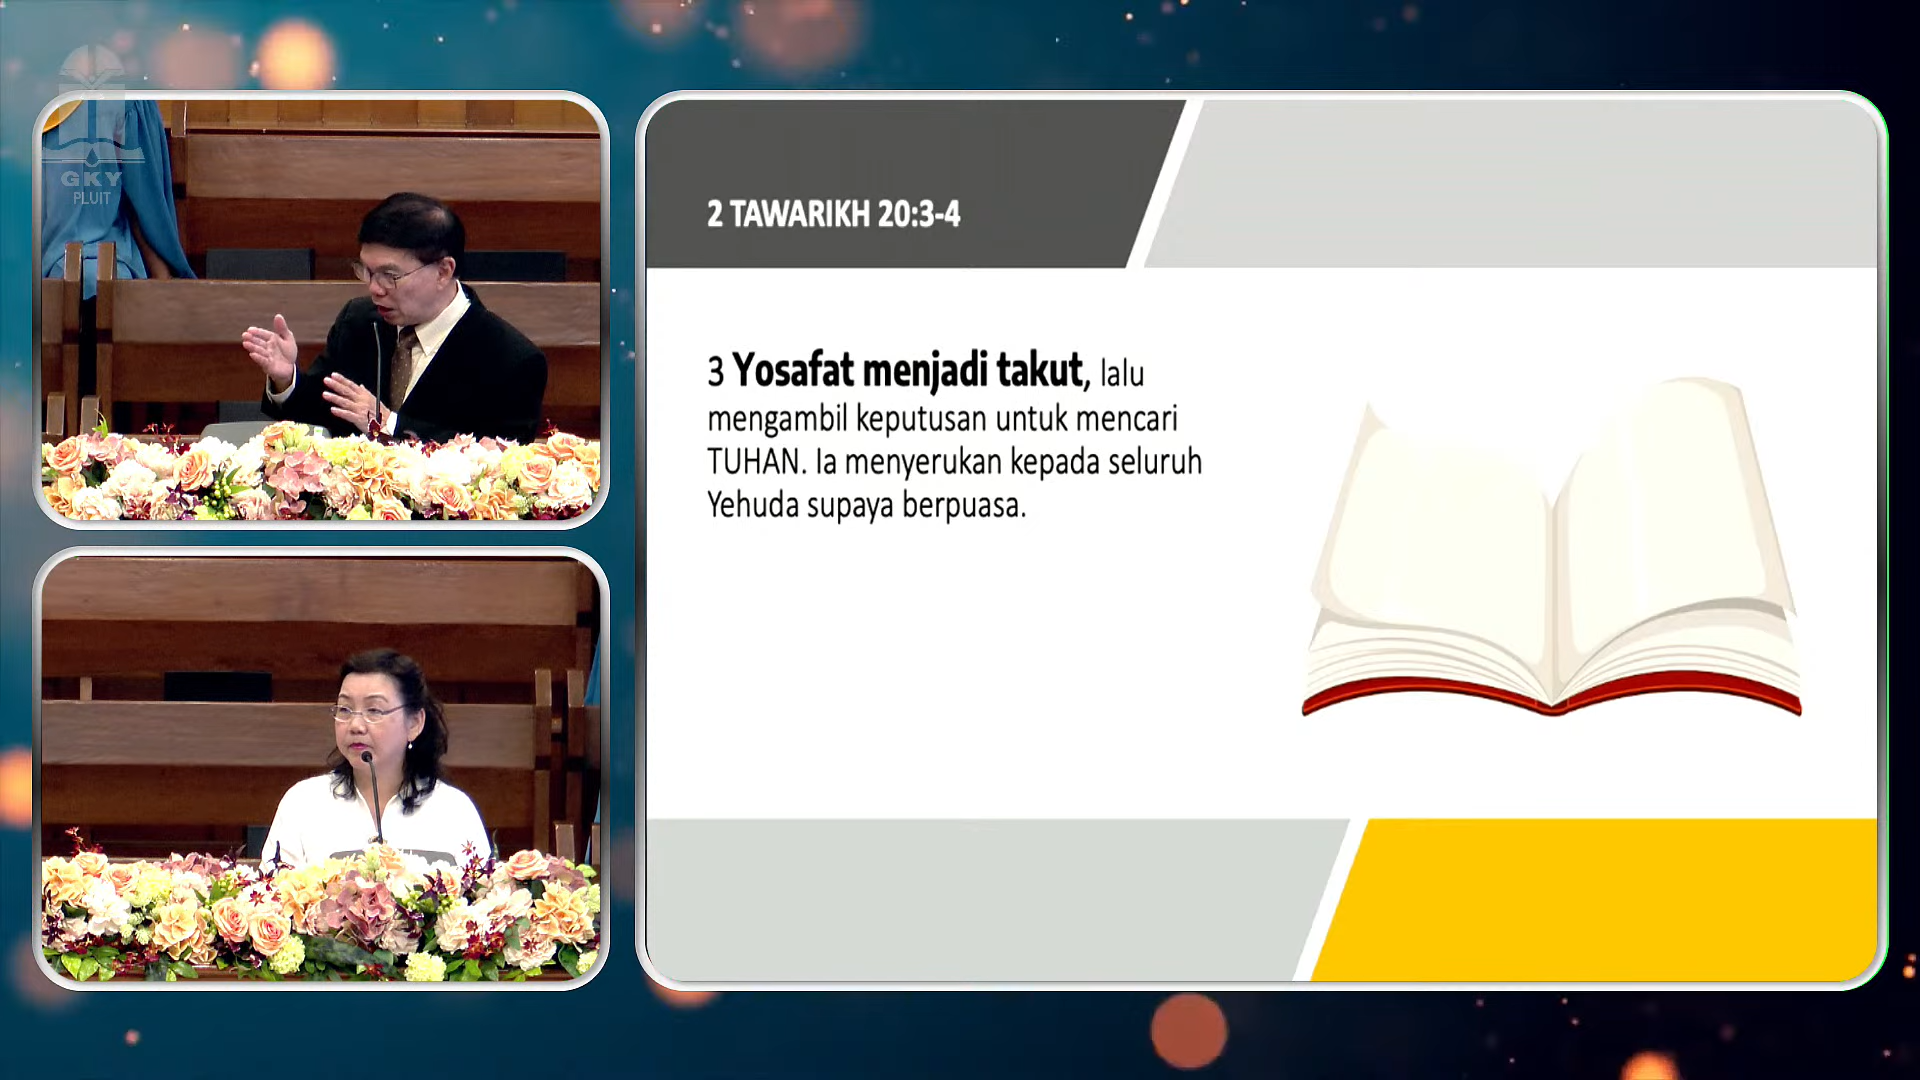 GKY
PLUIT
2 TAWARIKH 20:3-4
3 Yosafat menjadi takut, lalu
mengambil keputusan untuk mencari
TUHAN. Ia menyerukan kepada seluruh
Yehuda supaya berpuasa.